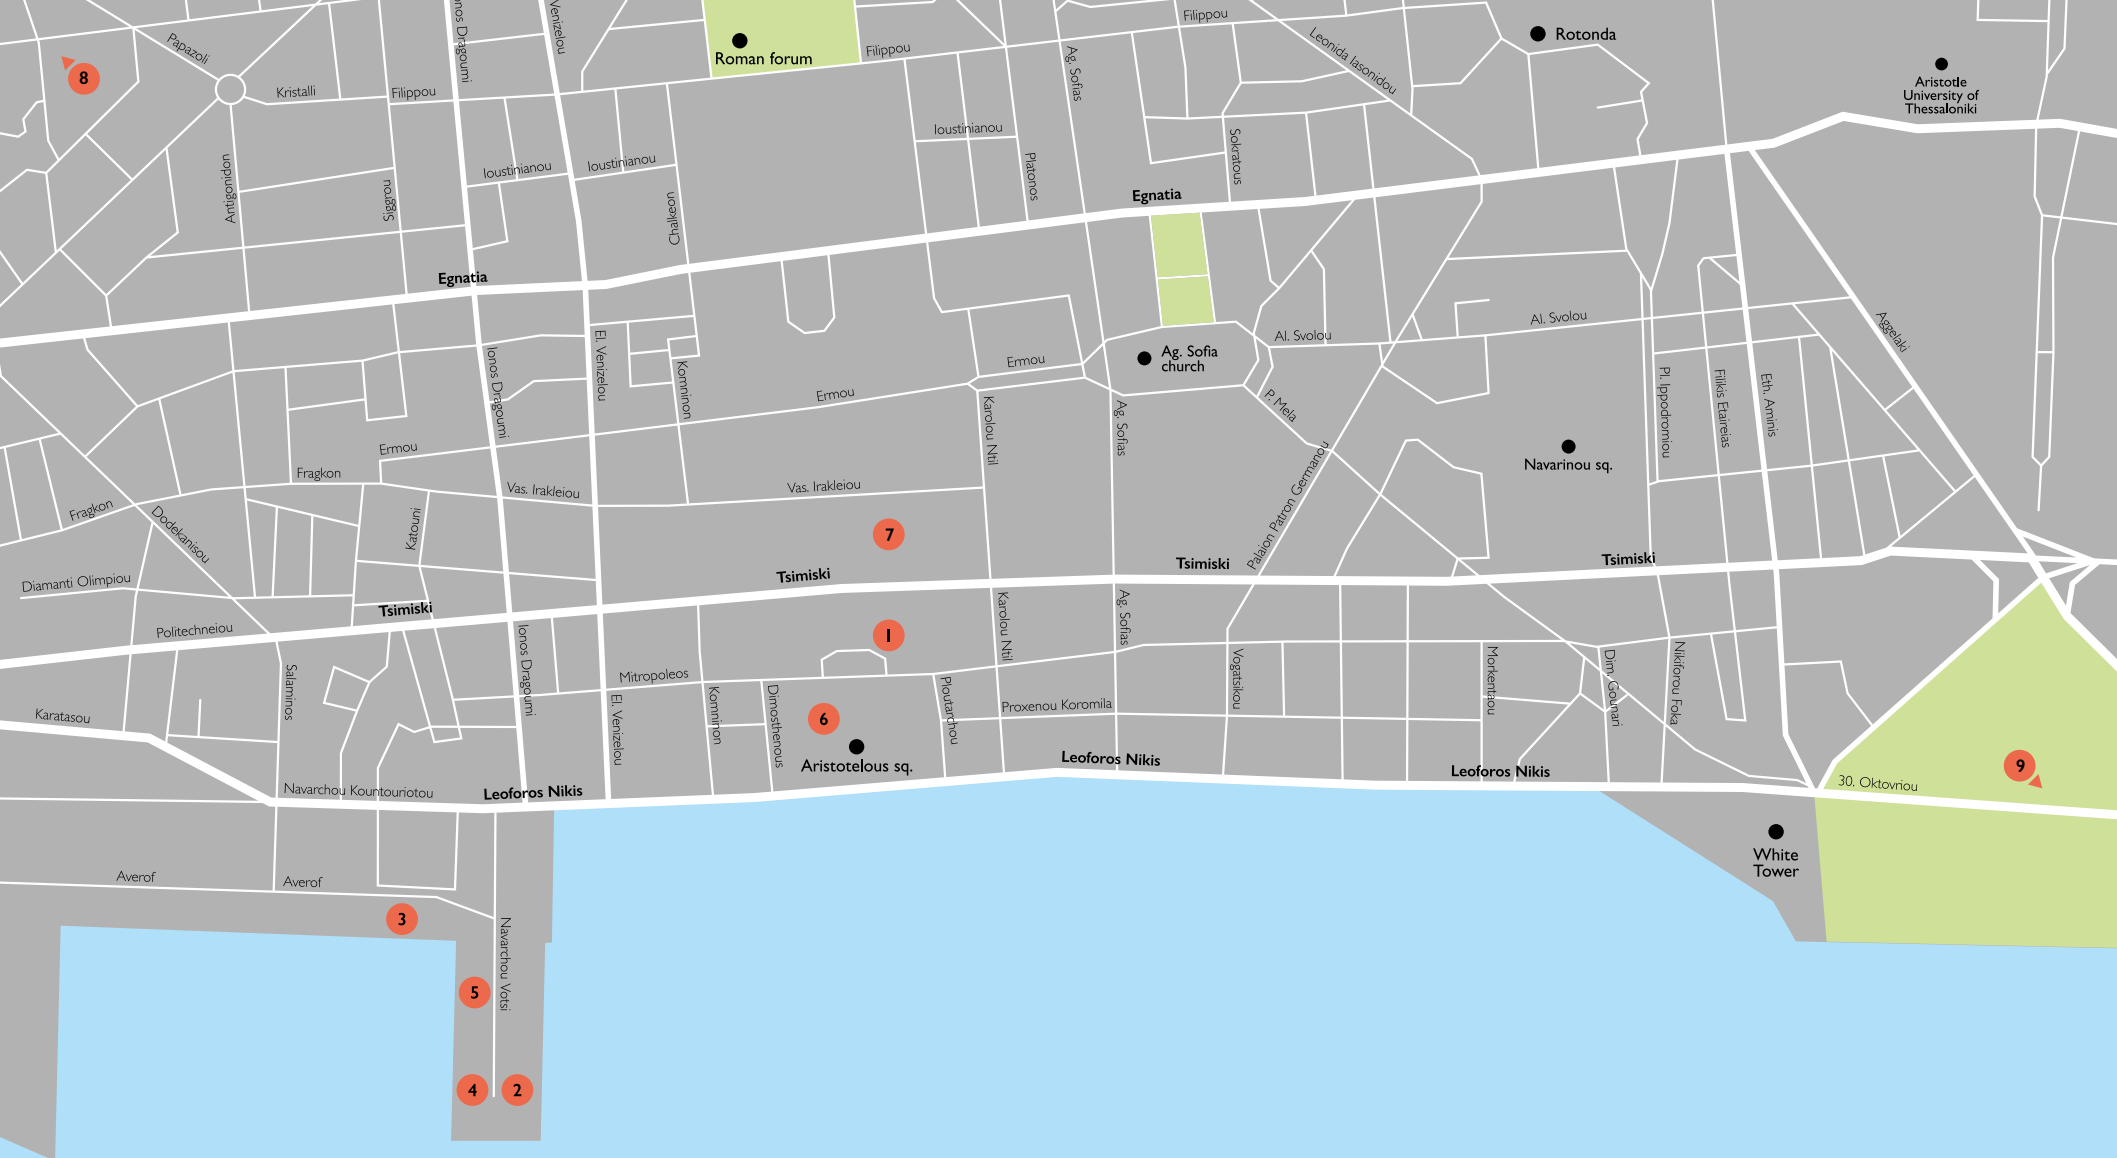 Ionos Dragoumi
Venizelou
Papazoli
8
Roman forum
Filippou
Filippou
Ag. Sofias
Leonida Iasonidou
Rotonda
Aristotle
University of
Thessaloniki
Kristalli
Filippou
Ioustinianou
Ioustinianou
Ioustinianou
Antigonidon
Siggrou
Chalkeon
Platonos
Sokratous
Egnatia
Egnatia
El. Venizelou
Ionos Dragoumi
Komninon
Ermou
Ermou
Ermou
Ag. Sofia
church
Al. Svolou
Al. Svolou
Aggelaki
P. Mela
Pl. Ippodromiou
Filikis Etaireias
Eth. Aminis
Karolou Ntil
Ag. Sofias
Palaion Patron Germanou
Navarinou sq.
Fragkon
Fragkon
Vas. Irakleiou
Vas. Irakleiou
Dodekanisou
Katouni
7
Diamanti Olimpiou
Tsimiski
Tsimiski
Tsimiski
Tsimiski
Politechneiou
1
Ionos Dragoumi
Karolou Ntil
Ag. Sofias
Salaminos
Mitropoleos
Komninon
Dimosthenous
Ploutarchou
Vogatsikou
Morkentaou
Dim. Gounari
Nikiforou Foka
El. Venizelou
Karatasou
6
Aristotelous sq.
Proxenou Koromila
Leoforos Nikis
Leoforos Nikis
Leoforos Nikis
Navarchou Kountouriotou
9
30. Oktovriou
White
Tower
Averof
Averof
3
Navarchou Votsi
5
4
2